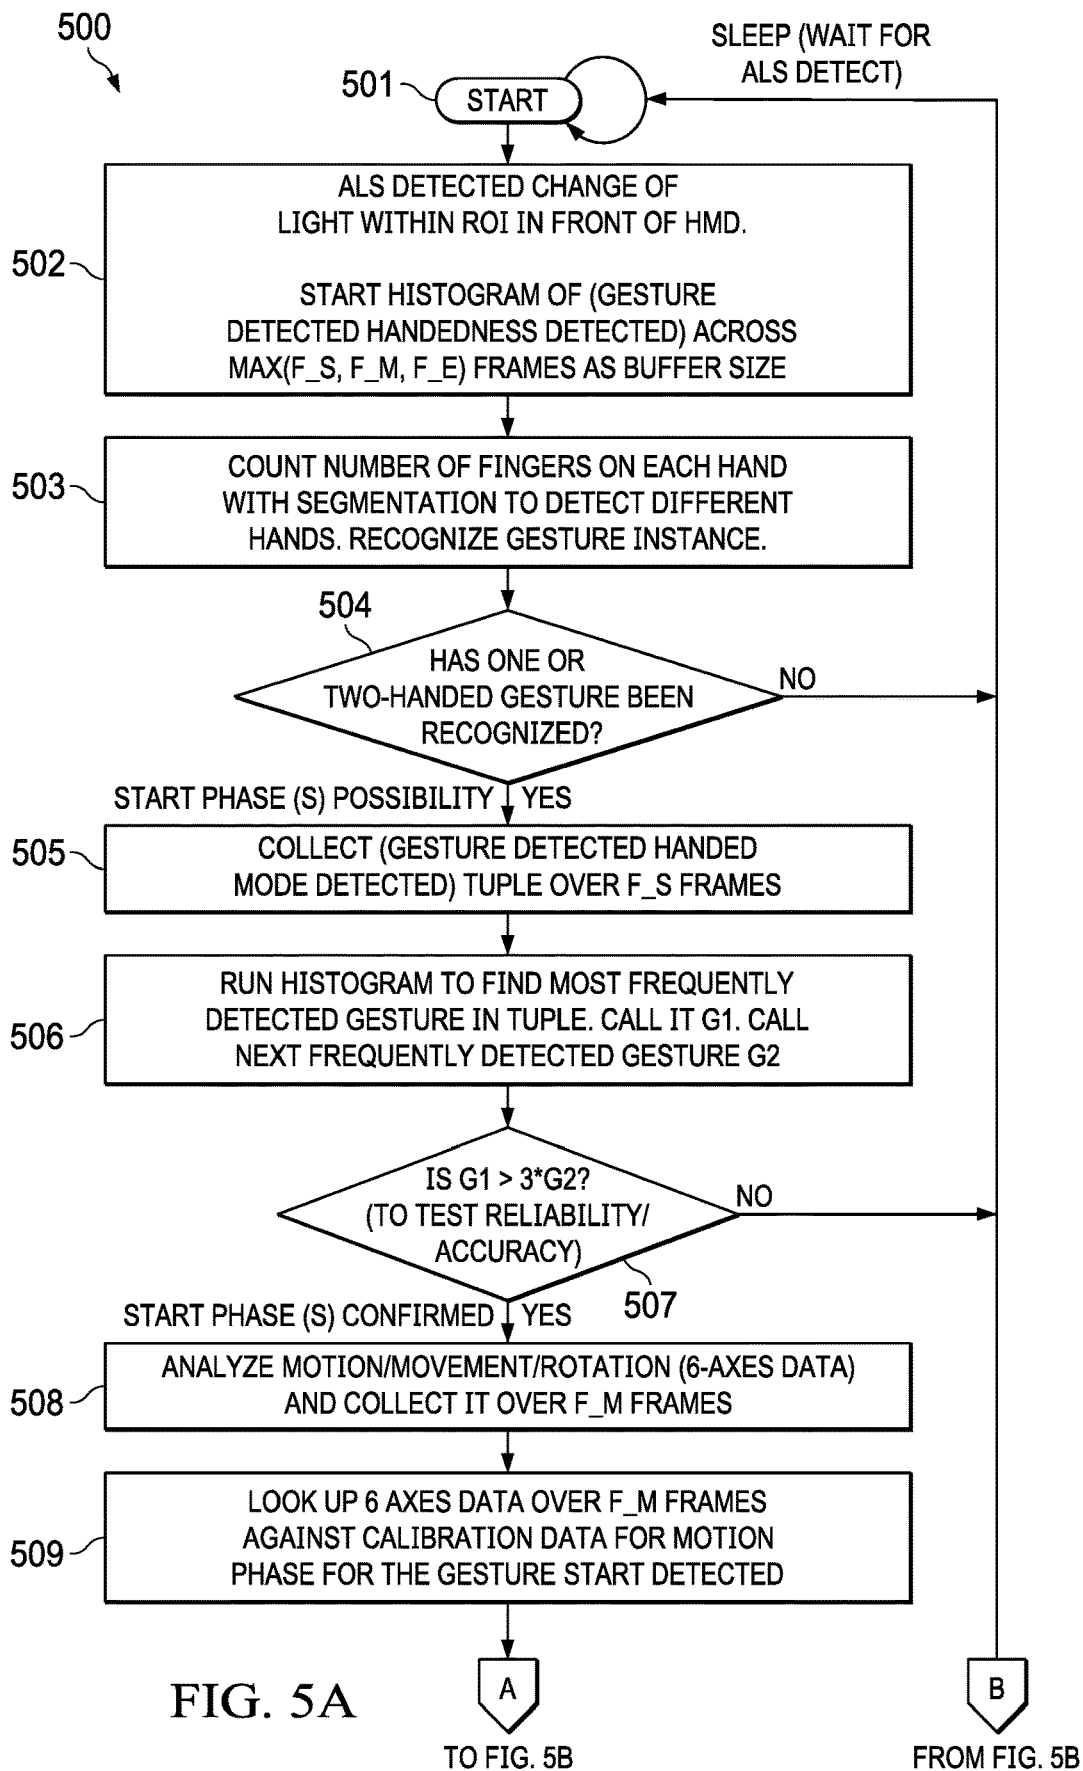 500
SLEEP (WAIT FOR
ALS DETECT)
501
START
502
ALS DETECTED CHANGE OF
LIGHT WITHIN ROI IN FRONT OF HMD.
START HISTOGRAM OF (GESTURE
DETECTED HANDEDNESS DETECTED) ACROSS
MAX(F_S, F_M, F_E) FRAMES AS BUFFER SIZE
503
COUNT NUMBER OF FINGERS ON EACH HAND
WITH SEGMENTATION TO DETECT DIFFERENT
HANDS. RECOGNIZE GESTURE INSTANCE.
504
HAS ONE OR
TWO-HANDED GESTURE BEEN
RECOGNIZED?
NO
START PHASE (S) POSSIBILITY YES
505
COLLECT (GESTURE DETECTED HANDED
MODE DETECTED) TUPLE OVER F_S FRAMES
506
RUN HISTOGRAM TO FIND MOST FREQUENTLY
DETECTED GESTURE IN TUPLE. CALL IT G1. CALL
NEXT FREQUENTLY DETECTED GESTURE G2
IS G1 > 3*G2?
(TO TEST RELIABILITY/
ACCURACY)
NO
507
START PHASE (S) CONFIRMED YES
508
ANALYZE MOTION/MOVEMENT/ROTATION (6-AXES DATA)
AND COLLECT IT OVER F_M FRAMES
509
LOOK UP 6 AXES DATA OVER F_M FRAMES
AGAINST CALIBRATION DATA FOR MOTION
PHASE FOR THE GESTURE START DETECTED
FIG. 5A
A
TO FIG. 5B
B
FROM FIG. 5B